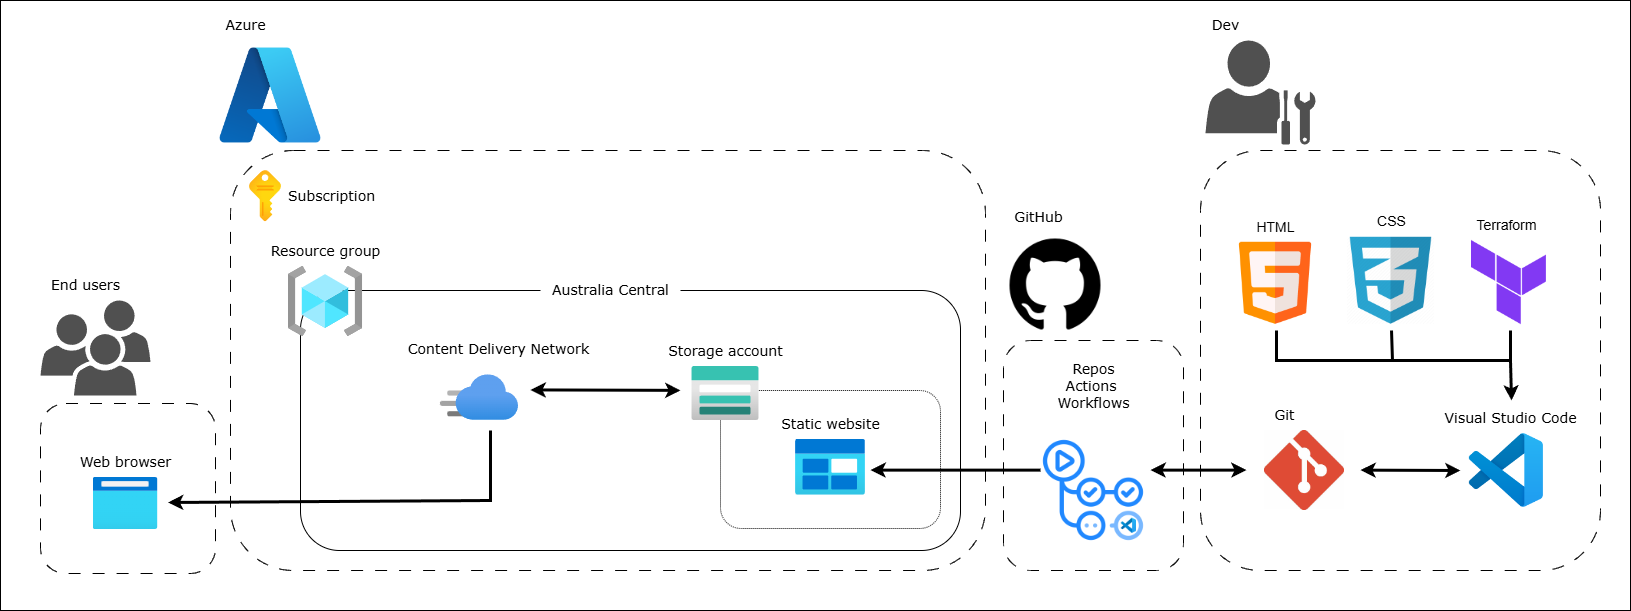 Azure
Dev
Subscription
GitHub
HTML
CSS
Terraform
Resource group
End users
Australia Central
Content Delivery Network
Storage account
Repos
Actions
Workflows
Static website
Git
Visual Studio Code
Web browser